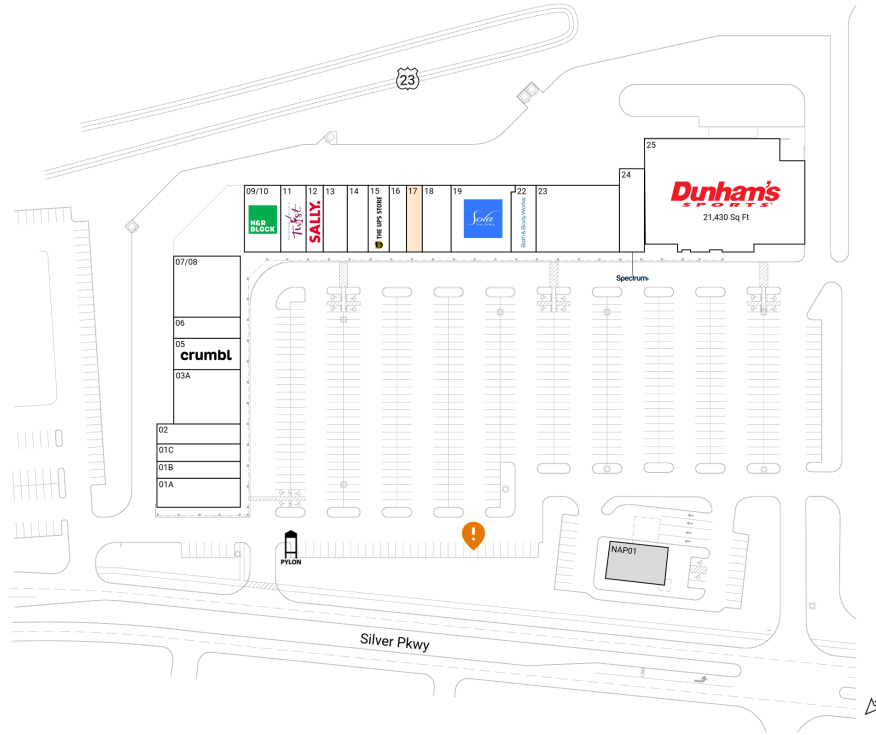 23
25
Dunham's
SPORTS
21,430 Sq Ft
24
09/10
H&R
BLOCK
11
Twist
12
SALLY.
13
14
15
THE UPS STORE
16
17
18
19
Sola
SALONS
22
Bath & Body Works
23
Spectrum
07/08
06
05
crumbl
03A
02
01C
01B
01A
PYLON
!
NAP01
Silver Pkwy